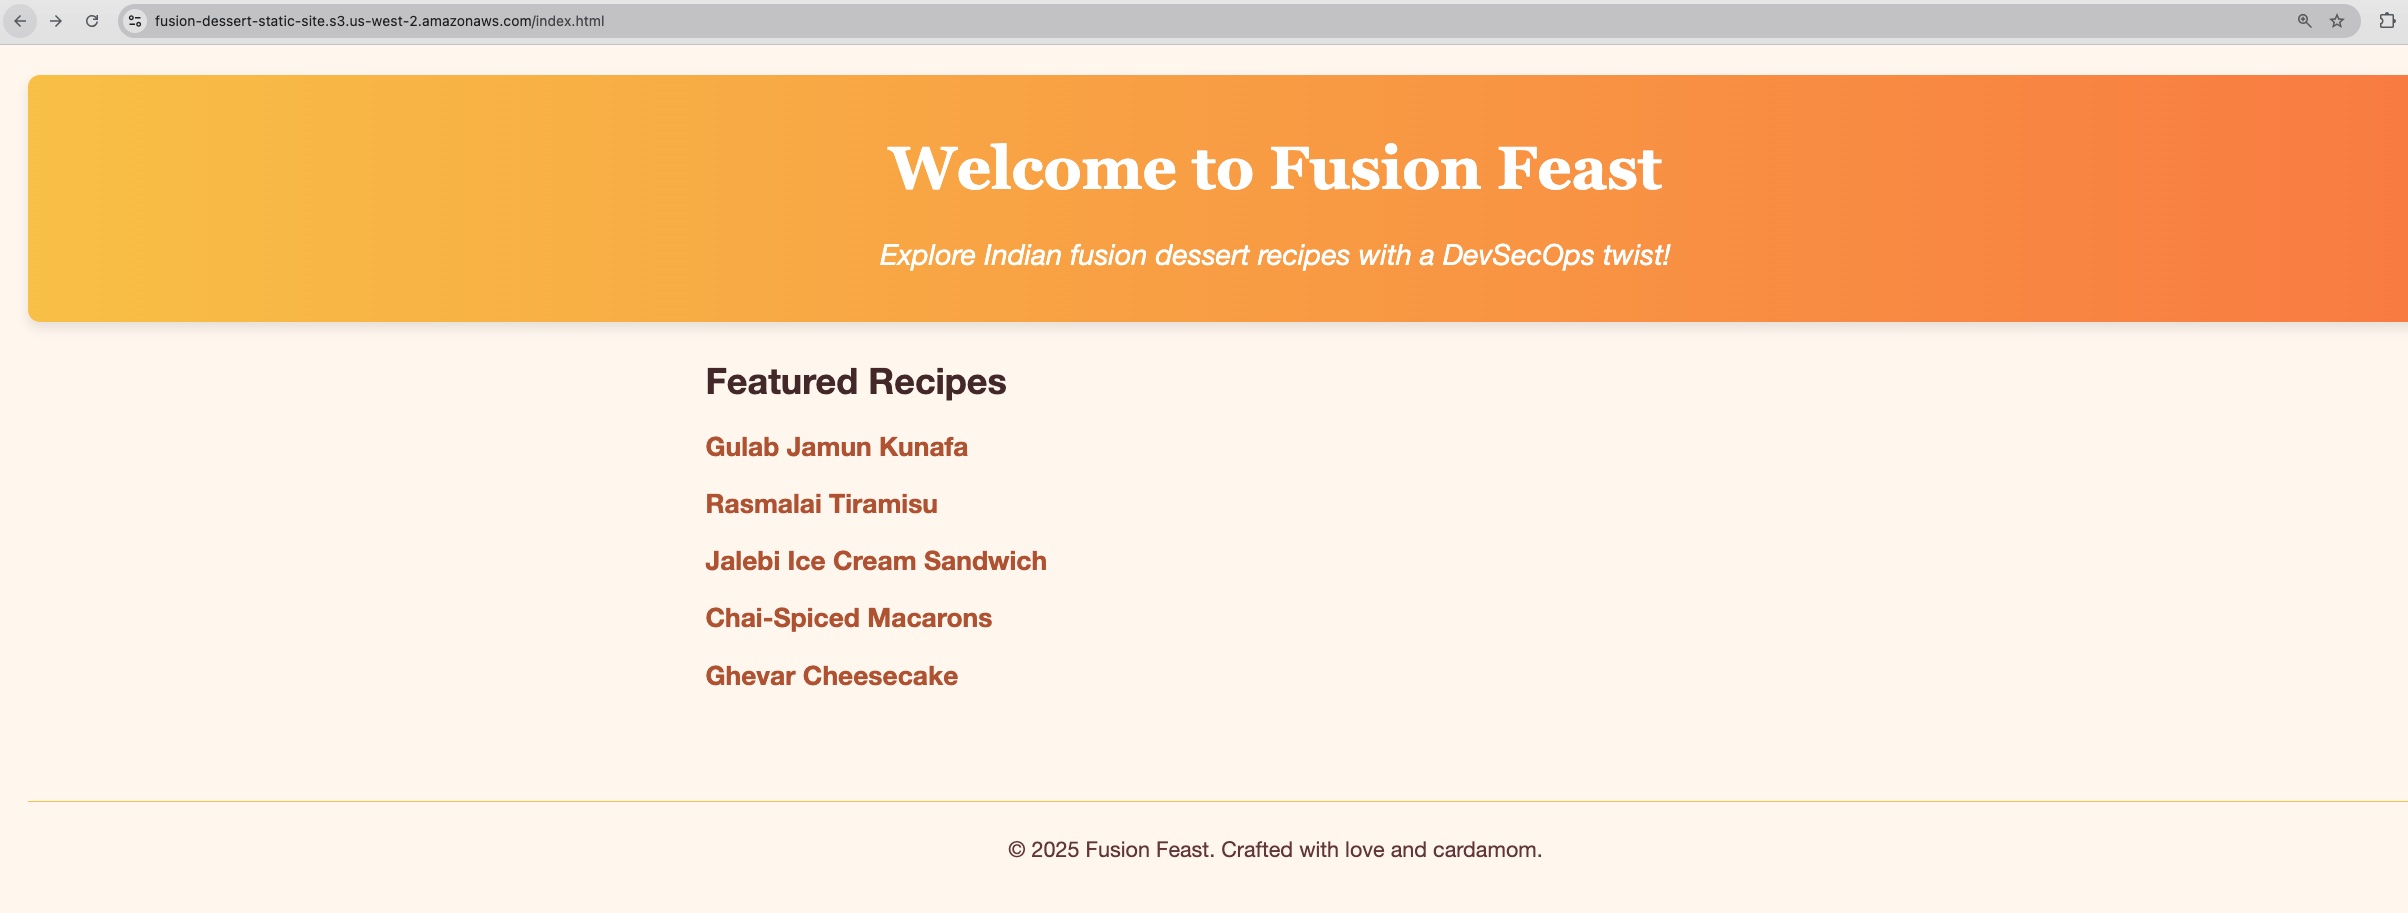 fusion-dessert-static-site.s3.us-west-2.amazonaws.com/index.html
Welcome to Fusion Feast
Explore Indian fusion dessert recipes with a DevSecOps twist!
Featured Recipes
Gulab Jamun Kunafa
Rasmalai Tiramisu
Jalebi Ice Cream Sandwich
Chai-Spiced Macarons
Ghevar Cheesecake
© 2025 Fusion Feast. Crafted with love and cardamom.